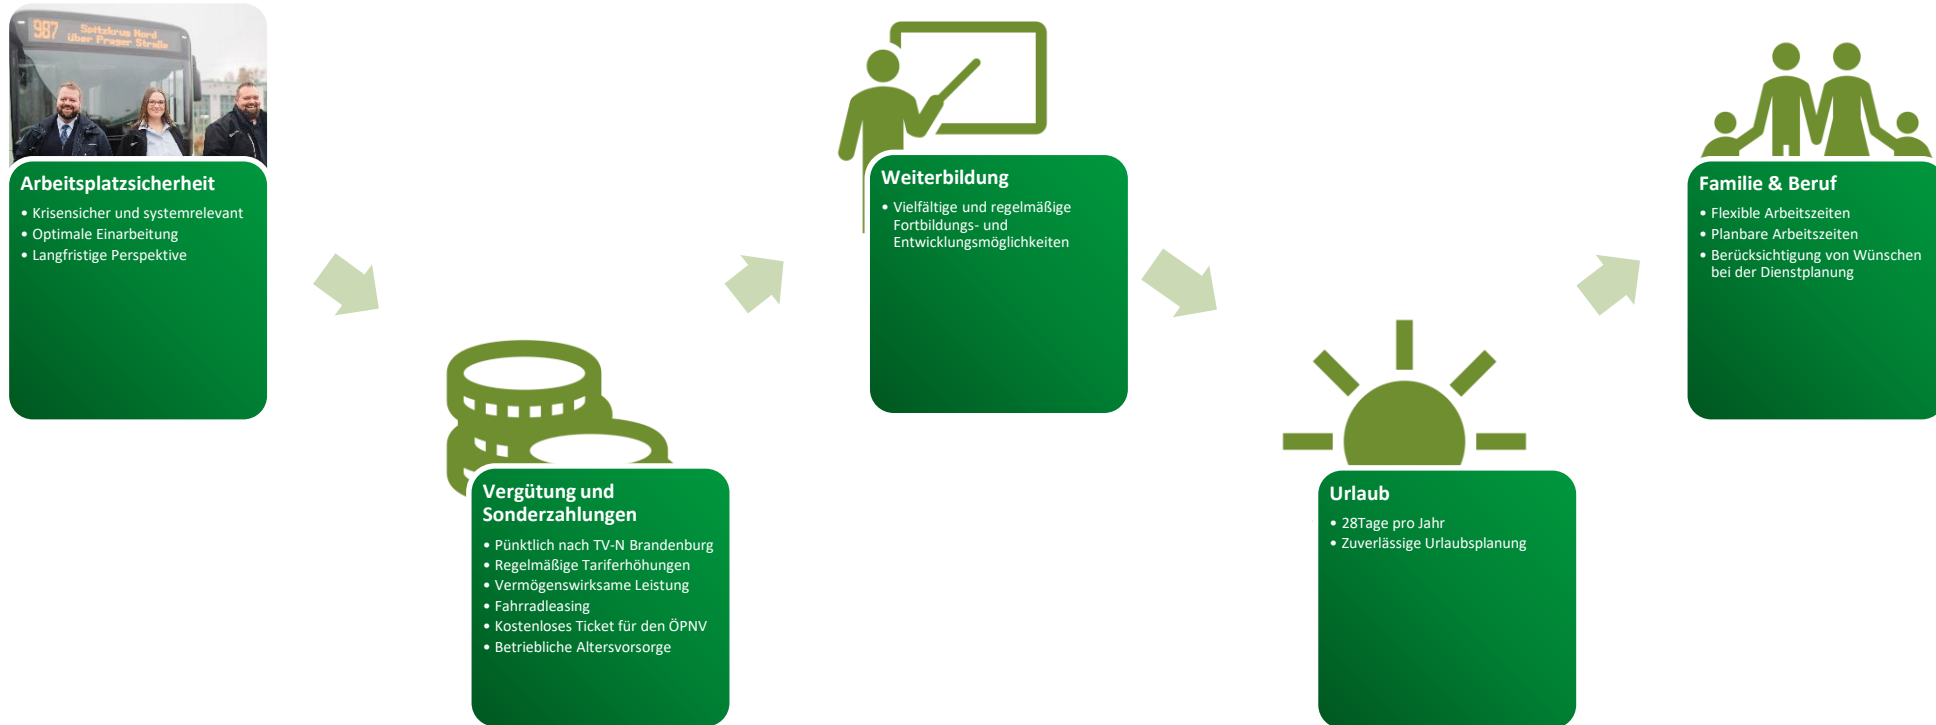 987 Spitzkrug Nord
über Prager Straße
Arbeitsplatzsicherheit
• Krisensicher und systemrelevant
• Optimale Einarbeitung
• Langfristige Perspektive
Vergütung und
Sonderzahlungen
• Pünktlich nach TV-N Brandenburg
• Regelmäßige Tariferhöhungen
• Vermögenswirksame Leistung
• Fahrradleasing
• Kostenloses Ticket für den ÖPNV
• Betriebliche Altersvorsorge
Weiterbildung
• Vielfältige und regelmäßige
Fortbildungs- und
Entwicklungsmöglichkeiten
Urlaub
• 28Tage pro Jahr
• Zuverlässige Urlaubsplanung
Familie & Beruf
• Flexible Arbeitszeiten
• Planbare Arbeitszeiten
• Berücksichtigung von Wünschen
bei der Dienstplanung